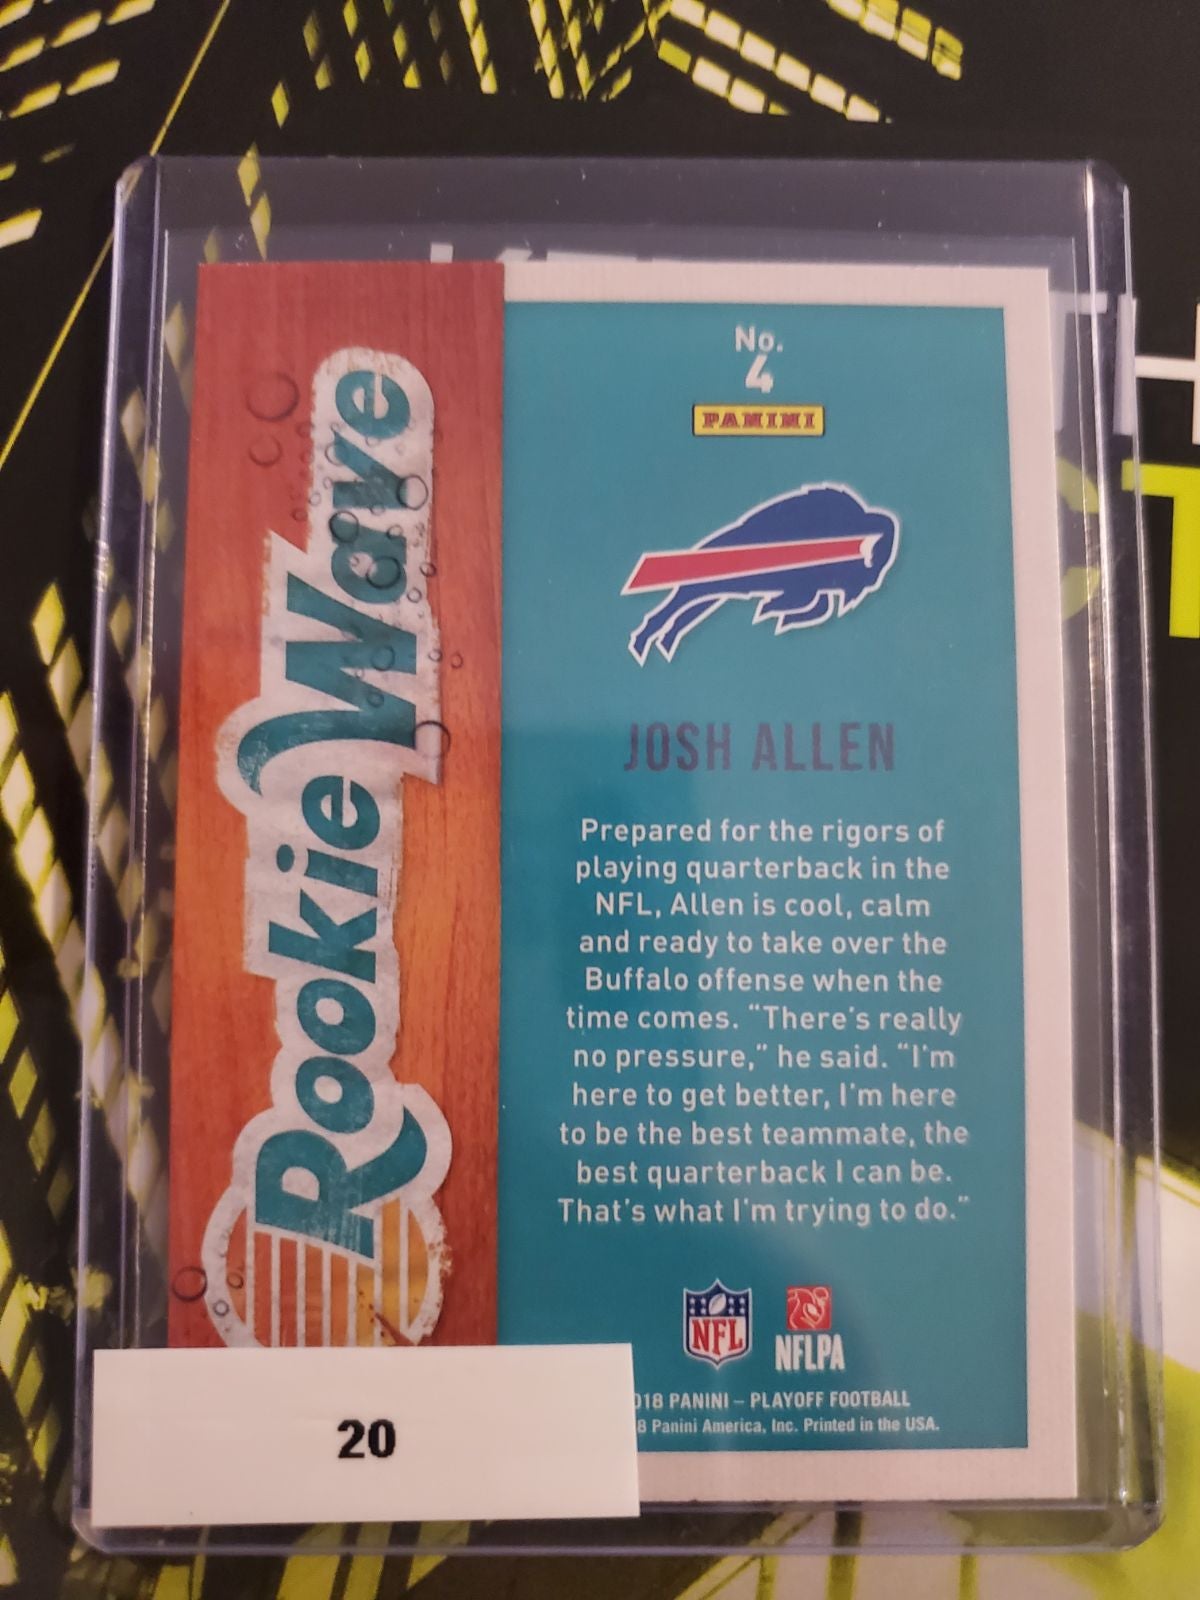 No.
4
PANINI
Rookie Wave
JOSH ALLEN
Prepared for the rigors of
playing quarterback in the
NFL, Allen is cool, calm
and ready to take over the
Buffalo offense when the
time comes. “There's really
no pressure,” he said. “I'm
here to get better, I'm here
to be the best teammate, the
best quarterback I can be.
That's what I'm trying to do.”
NFL
NFLPA
018 PANINI – PLAYOFF FOOTBALL
8 Panini America, Inc. Printed in the USA.
20